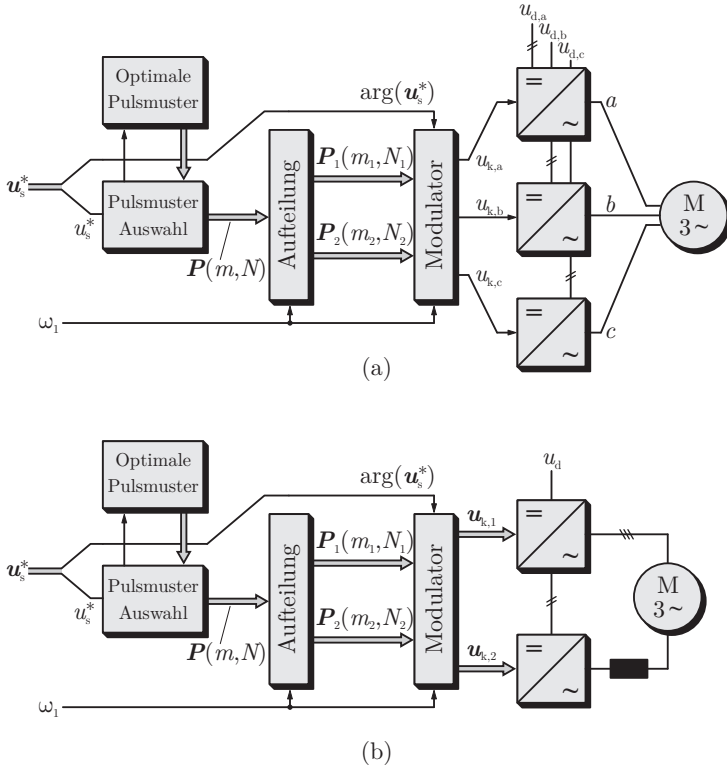 u_d,a
u_d,b
u_d,c
Optimale
Pulsmuster
arg(u_s^*)
=
~
a
u_s^*
u_s^*
Pulsmuster
Auswahl
P(m,N)
Aufteilung
P_1(m_1,N_1)
P_2(m_2,N_2)
Modulator
u_k,a
u_k,b
u_k,c
=
~
b
M
3~
=
~
c
ω_1
(a)
Optimale
Pulsmuster
arg(u_s^*)
u_d
u_s^*
u_s^*
Pulsmuster
Auswahl
P(m,N)
Aufteilung
P_1(m_1,N_1)
P_2(m_2,N_2)
Modulator
u_k,1
u_k,2
=
~
M
3~
=
~
ω_1
(b)